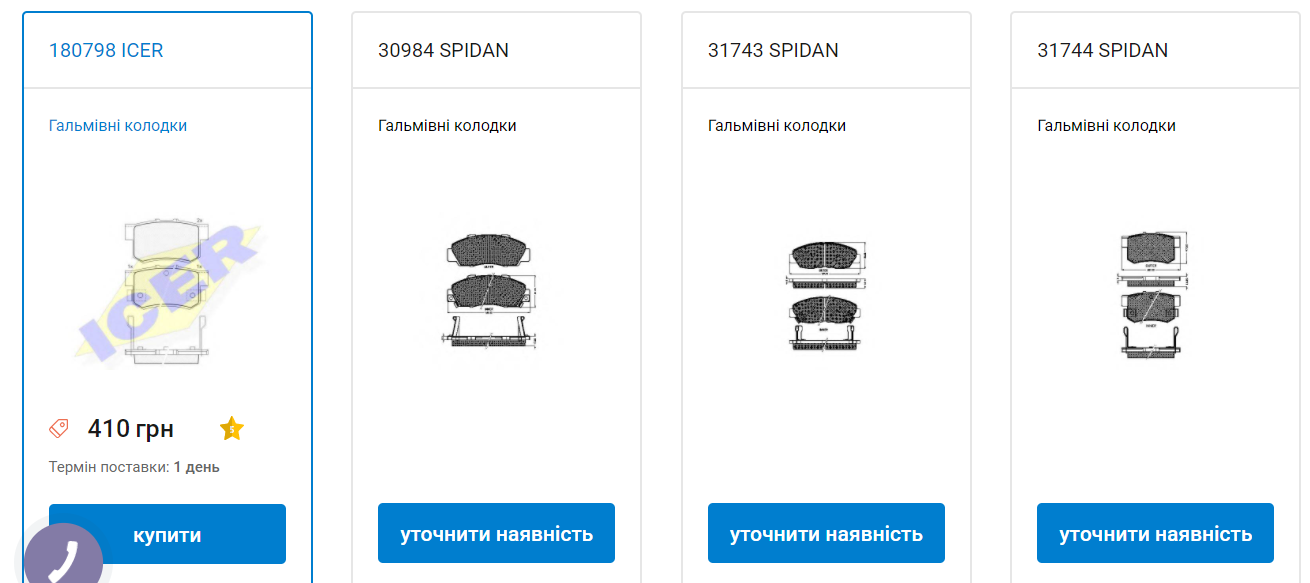 180798 ICER
Гальмівні колодки
ICER
410 грн
5
Термін поставки: 1 день
купити
30984 SPIDAN
Гальмівні колодки
уточнити наявність
31743 SPIDAN
Гальмівні колодки
уточнити наявність
31744 SPIDAN
Гальмівні колодки
уточнити наявність